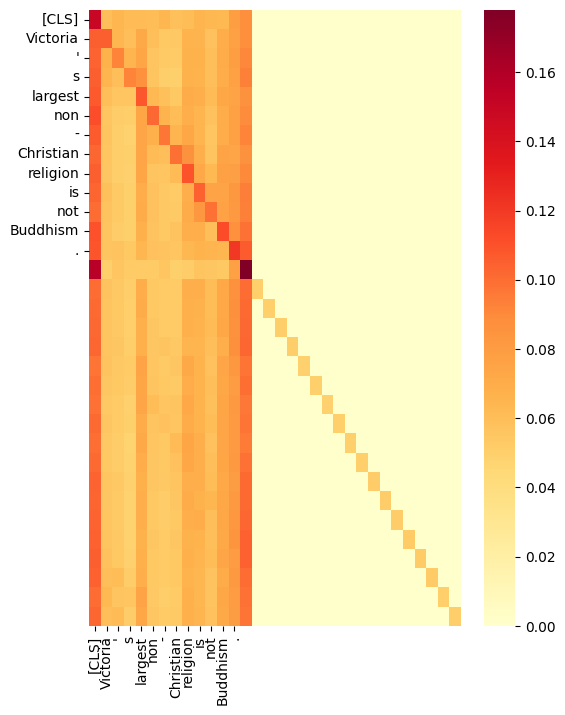 [CLS]
Victoria
'
s
largest
non
-
Christian
religion
is
not
Buddhism
.
0.16
0.14
0.12
0.10
0.08
0.06
0.04
0.02
0.00
[CLS]
Victoria
'
s
largest
non
-
Christian
religion
is
not
Buddhism
.